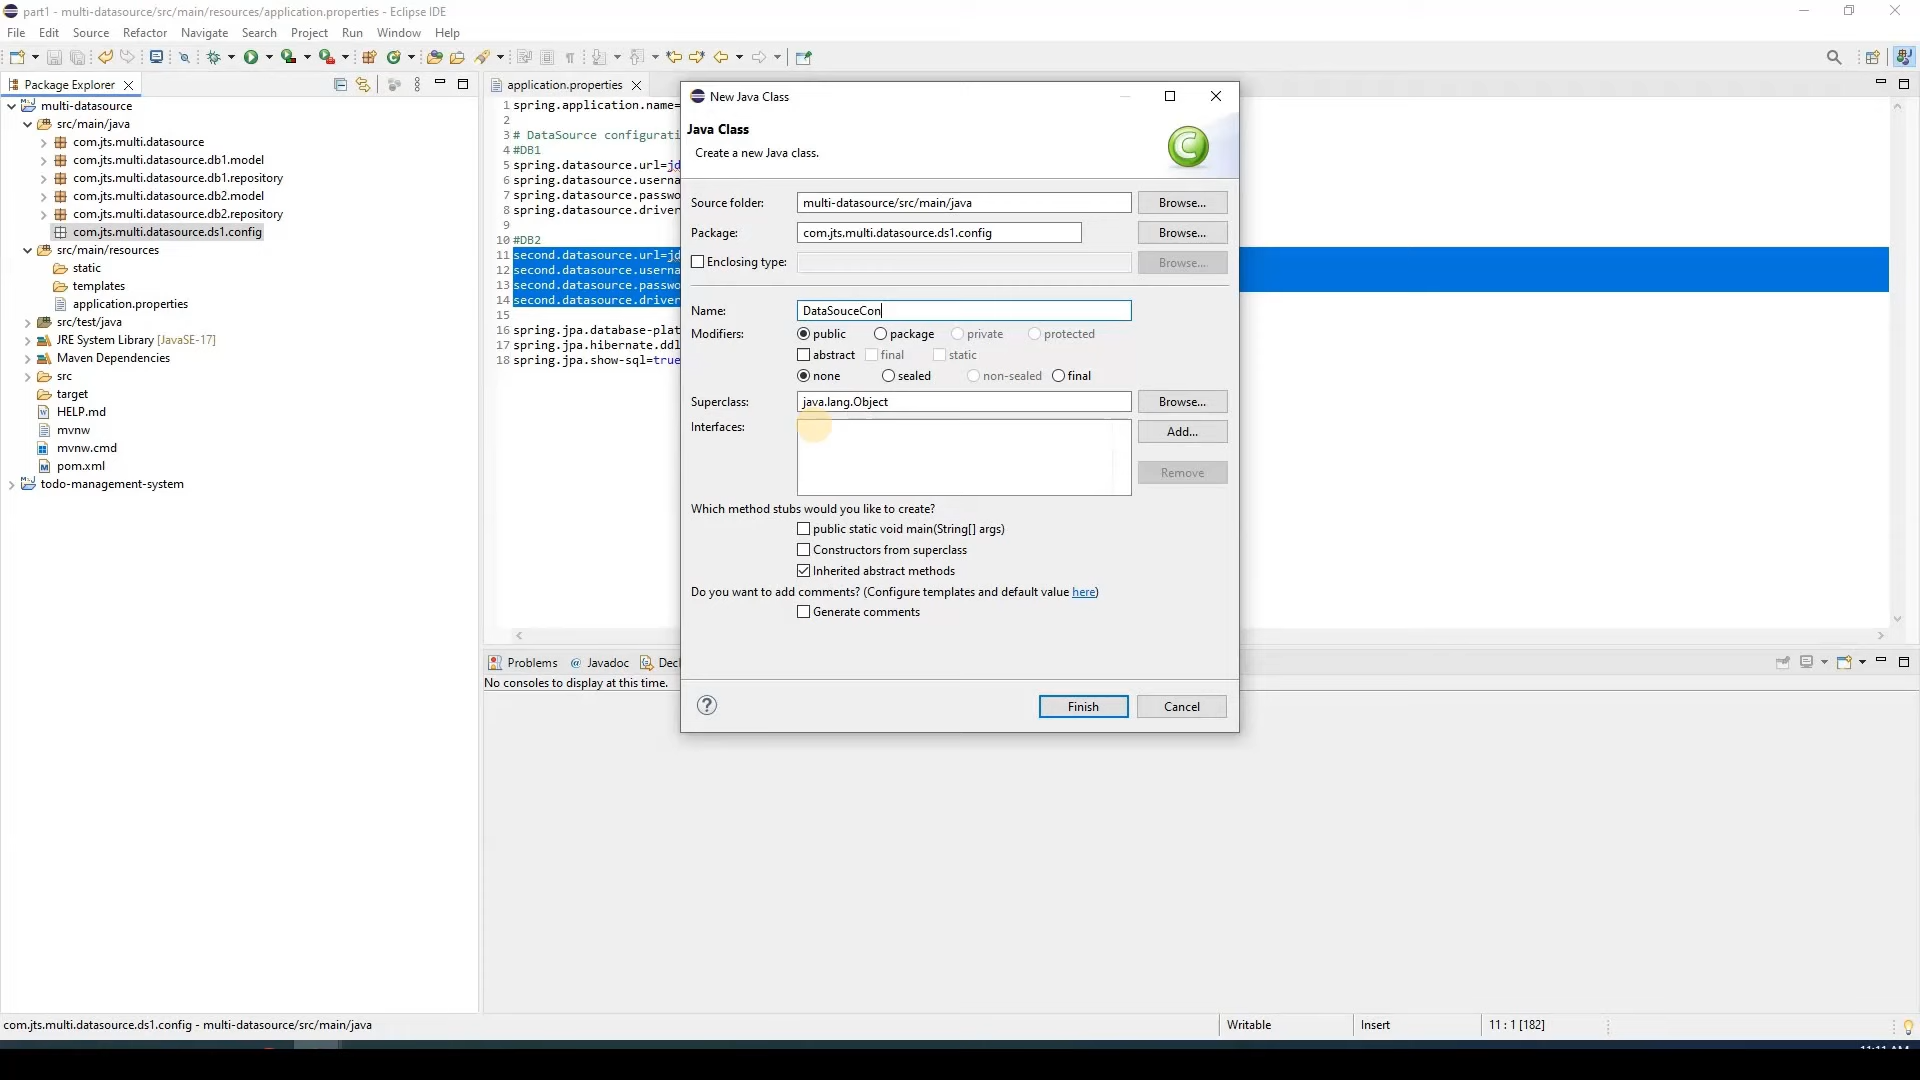 part1 - multi-datasource/src/main/resources/application.properties - Eclipse IDE
File Edit Source Refactor Navigate Search Project Run Window Help
Package Explorer
multi-datasource
src/main/java
com.jts.multi.datasource
com.jts.multi.datasource.db1.model
com.jts.multi.datasource.db1.repository
com.jts.multi.datasource.db2.model
com.jts.multi.datasource.db2.repository
com.jts.multi.datasource.ds1.config
src/main/resources
static
templates
application.properties
src/test/java
JRE System Library [JavaSE-17]
Maven Dependencies
src
target
HELP.md
mvnw
mvnw.cmd
pom.xml
todo-management-system
application.properties
1 spring.application.name=
2
3 # DataSource configurati
4 #DB1
5 spring.datasource.url=jd
6 spring.datasource.userna
7 spring.datasource.passwo
8 spring.datasource.driver
9
10 #DB2
11 second.datasource.url=jd
12 second.datasource.userna
13 second.datasource.passwo
14 second.datasource.driver
15
16 spring.jpa.database-plat
17 spring.jpa.hibernate.ddl
18 spring.jpa.show-sql=true
New Java Class
Java Class
Create a new Java class.
C
Source folder: multi-datasource/src/main/java Browse...
Package: com.jts.multi.datasource.ds1.config Browse...
Enclosing type: Browse...
Name: DataSouceCon
Modifiers: public package private protected
abstract final static
none sealed non-sealed final
Superclass: java.lang.Object Browse...
Interfaces: Add...
Remove
Which method stubs would you like to create?
public static void main(String[] args)
Constructors from superclass
Inherited abstract methods
Do you want to add comments? (Configure templates and default value here)
Generate comments
? Finish Cancel
Problems @ Javadoc Decl
No consoles to display at this time.
com.jts.multi.datasource.ds1.config - multi-datasource/src/main/java Writable Insert 11 : 1 [182]